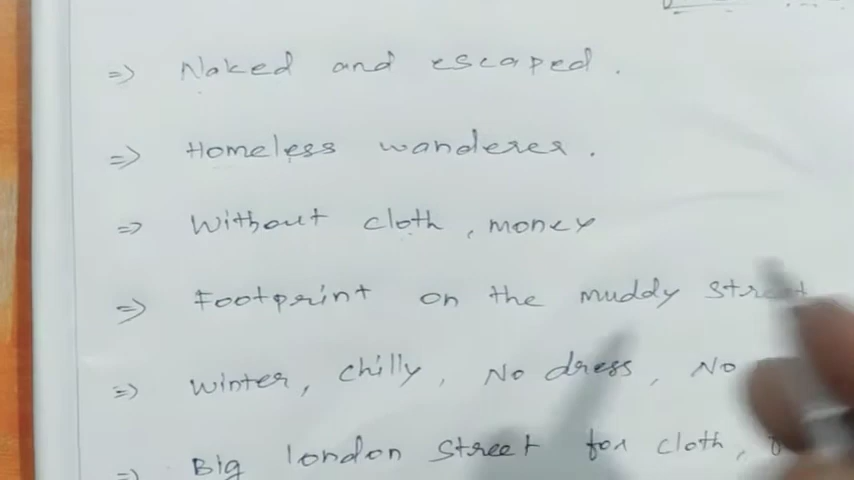 => Naked and escaped.
=> Homeless wanderer.
=> Without cloth, money
=> Footprint on the muddy street
=> Winter, chilly, No dress, No
=> Big london street for cloth,